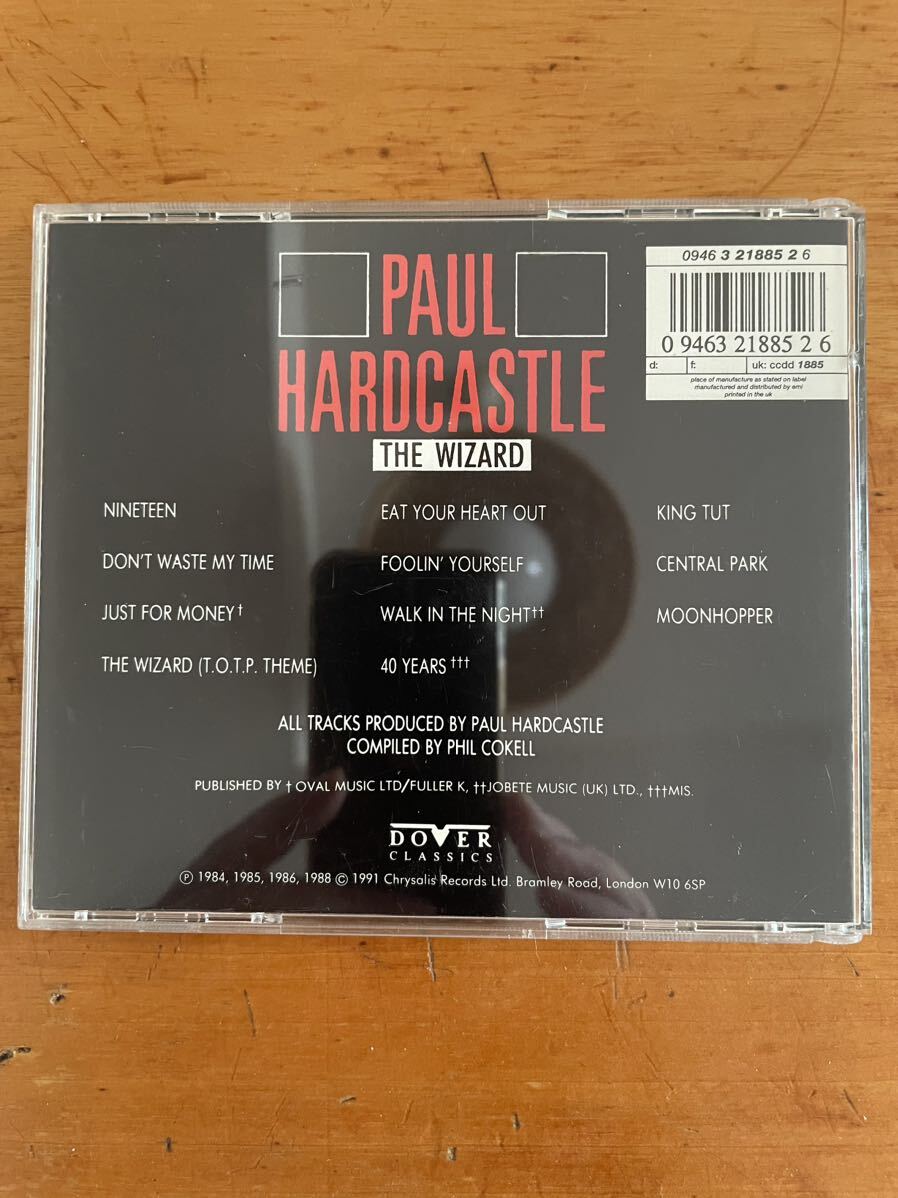 PAUL
HARDCASTLE
THE WIZARD
0946 3 21885 2 6
0 09463 21885 2 6
d: f: uk: ccdd 1885
place of manufacture as stated on label
manufactured and distributed by emi
printed in the uk
NINETEEN
DON'T WASTE MY TIME
JUST FOR MONEY†
THE WIZARD (T.O.T.P. THEME)
EAT YOUR HEART OUT
FOOLIN' YOURSELF
WALK IN THE NIGHT††
40 YEARS †††
KING TUT
CENTRAL PARK
MOONHOPPER
ALL TRACKS PRODUCED BY PAUL HARDCASTLE
COMPILED BY PHIL COKELL
PUBLISHED BY † OVAL MUSIC LTD/FULLER K, ††JOBETE MUSIC (UK) LTD., †††MIS.
DOVER
CLASSICS
℗ 1984, 1985, 1986, 1988 © 1991 Chrysalis Records Ltd. Bramley Road, London W10 6SP